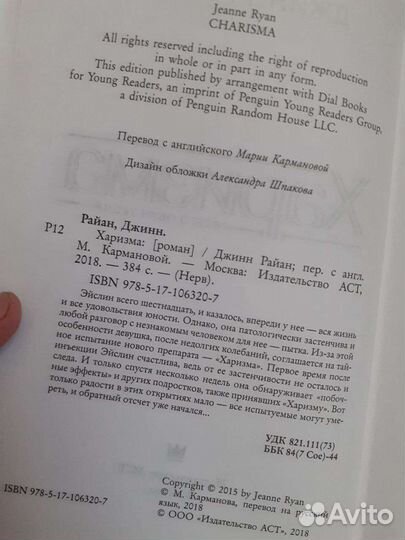 Jeanne Ryan
CHARISMA
All rights reserved including the right of reproduction
in whole or in part in any form.
This edition published by arrangement with Dial Books
for Young Readers, an imprint of Penguin Young Readers Group,
a division of Penguin Random House LLC.
Перевод с английского Марии Кармановой
Дизайн обложки Александра Шпакова
Райан, Джинн.
Р12 Харизма: [роман] / Джинн Райан; пер. с англ.
М. Кармановой. — Москва: Издательство АСТ,
2018. — 384 с. — (Нерв).
ISBN 978-5-17-106320-7
Эйслин всего шестнадцать, и казалось, впереди у нее — вся жизнь
и все удовольствия юности. Однако, она патологически застенчива и
любой разговор с незнакомым человеком для нее — пытка. Из-за этой
особенности девушка, после недолгих колебаний, соглашается на тай-
ное испытание нового препарата — «Харизма». Первое время после
инъекции Эйслин счастлива, ведь от ее застенчивости не осталось и
следа. И только спустя несколько недель она обнаруживает «побоч-
ные эффекты» и других подростков, также принявших «Харизму». Вот
только радости в этих открытиях мало — все испытуемые могут уме-
реть, и обратный отсчет уже начался...
УДК 821.111(73)
ББК 84(7 Сое)-44
Copyright © 2015 by Jeanne Ryan
© М. Карманова, перевод на русский
язык, 2018
ISBN 978-5-17-106320-7
© ООО «Издательство АСТ», 2018
Avito